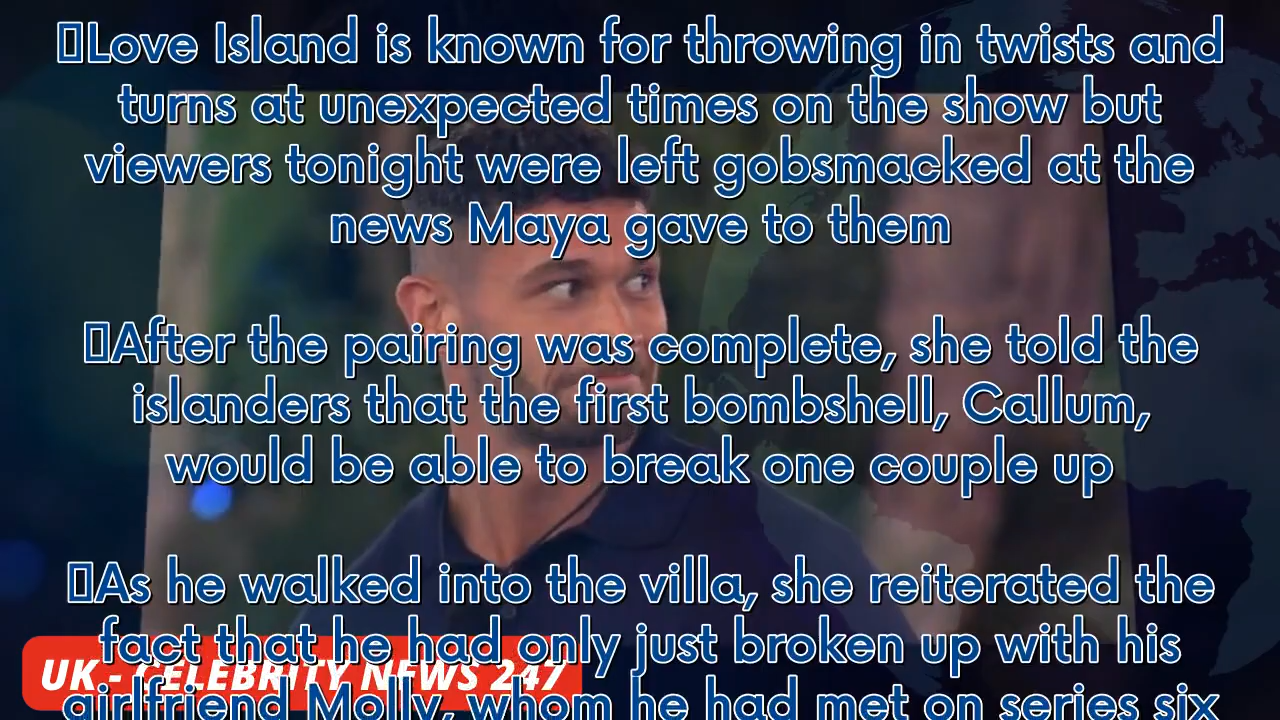 Love Island is known for throwing in twists and
turns at unexpected times on the show but
viewers tonight were left gobsmacked at the
news Maya gave to them
After the pairing was complete, she told the
islanders that the first bombshell, Callum,
would be able to break one couple up
As he walked into the villa, she reiterated the
fact that he had only just broken up with his
UK - CELEBRITY NEWS 247
girlfriend Molly, whom he had met on series six